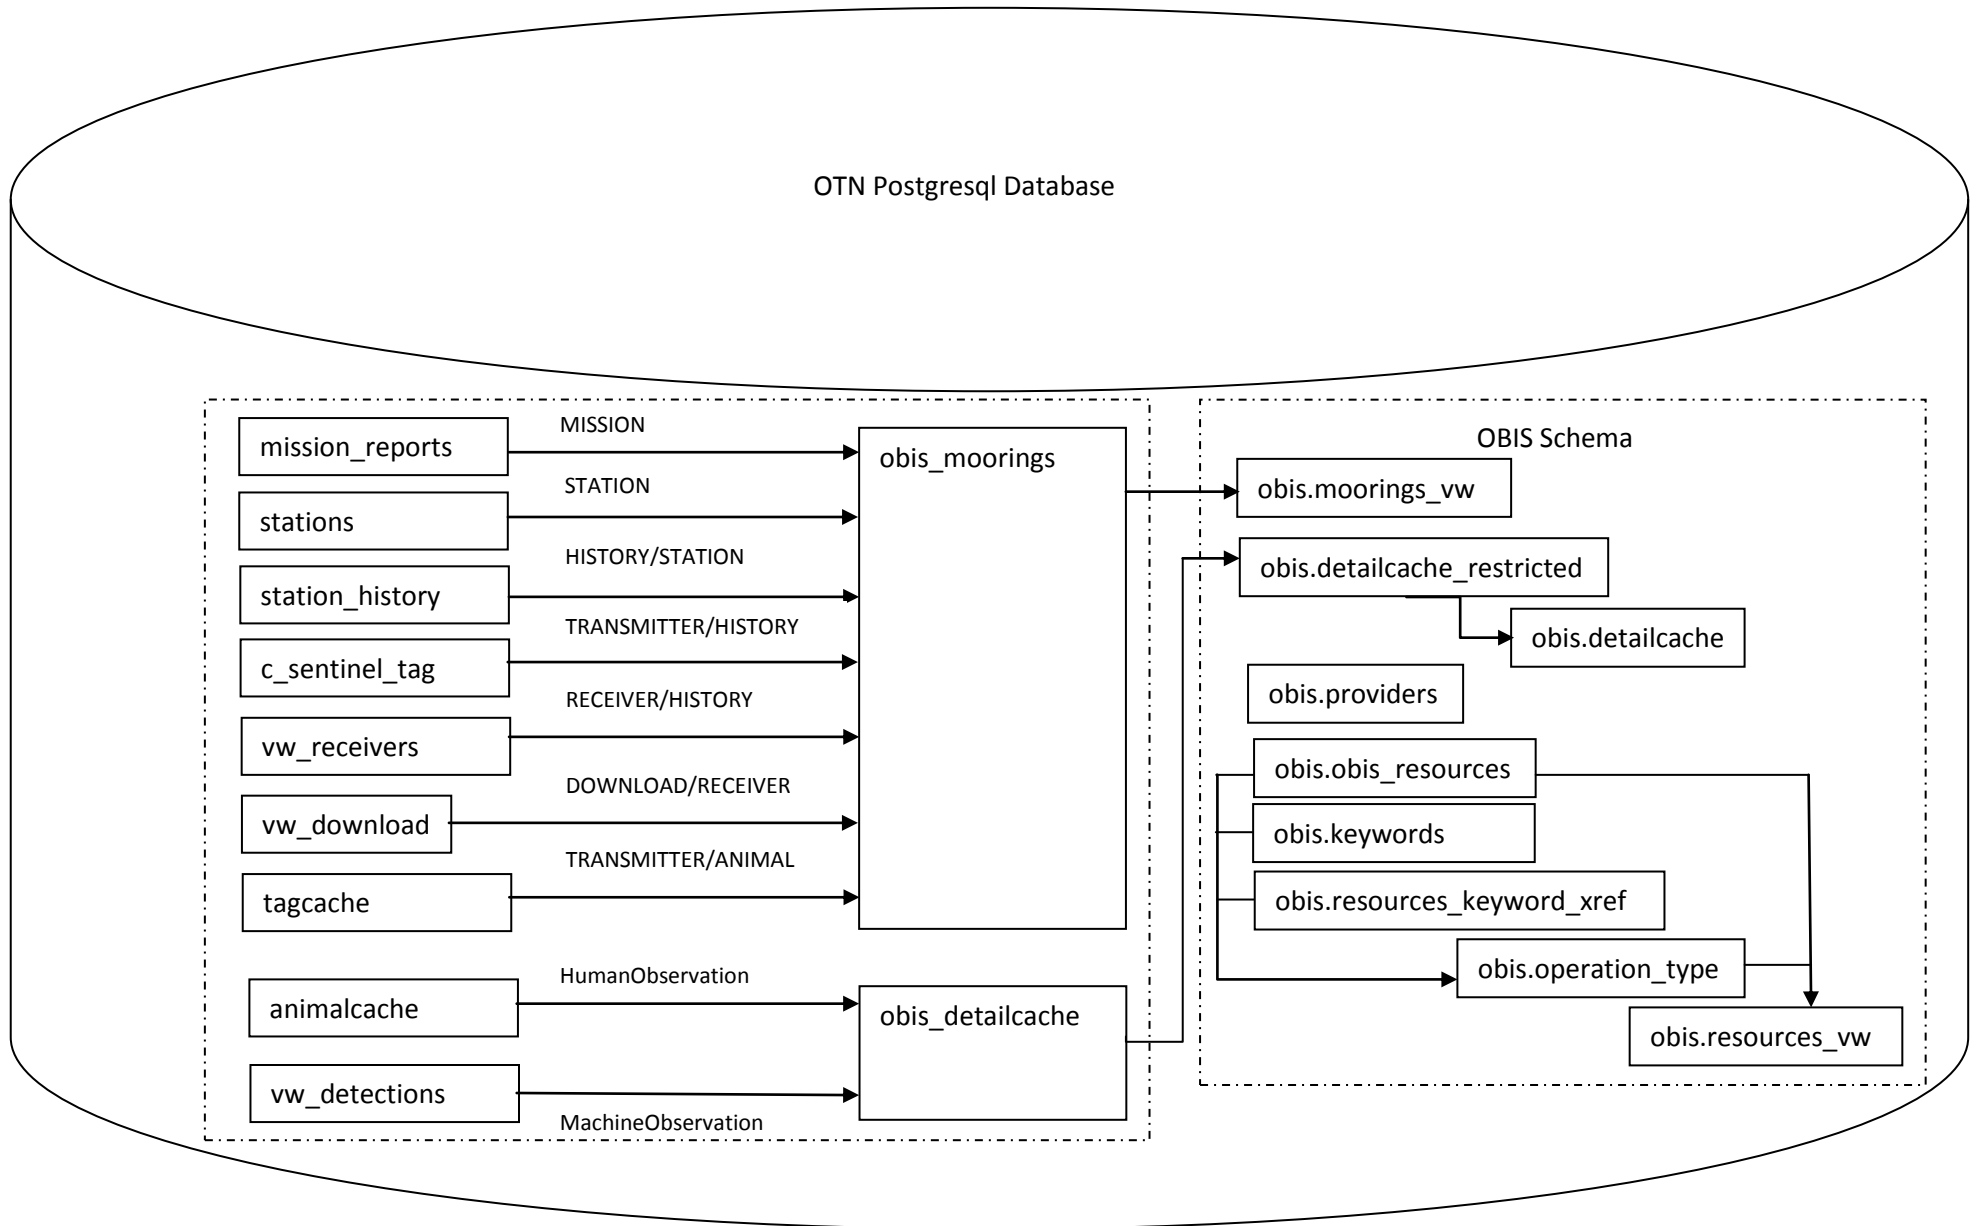 OTN Postgresql Database
mission_reports
MISSION
stations
STATION
station_history
HISTORY/STATION
c_sentinel_tag
TRANSMITTER/HISTORY
vw_receivers
RECEIVER/HISTORY
vw_download
DOWNLOAD/RECEIVER
tagcache
TRANSMITTER/ANIMAL
obis_moorings
animalcache
HumanObservation
vw_detections
MachineObservation
obis_detailcache
OBIS Schema
obis.moorings_vw
obis.detailcache_restricted
obis.detailcache
obis.providers
obis.obis_resources
obis.keywords
obis.resources_keyword_xref
obis.operation_type
obis.resources_vw